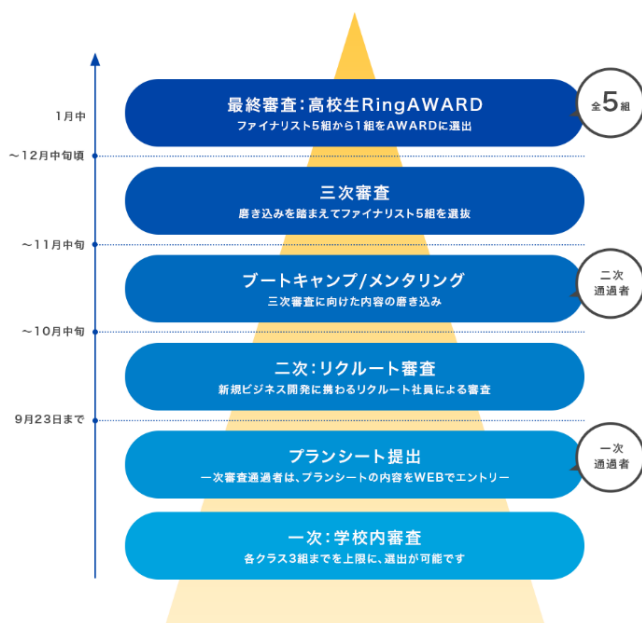 最終審査：高校生RingAWARD
ファイナリスト5組から1組をAWARDに選出
全5組
1月中
～12月中旬頃
三次審査
磨き込みを踏まえてファイナリスト5組を選抜
～11月中旬
ブートキャンプ/メンタリング
三次審査に向けた内容の磨き込み
二次
通過者
～10月中旬
二次：リクルート審査
新規ビジネス開発に携わるリクルート社員による審査
9月23日まで
プランシート提出
一次審査通過者は、プランシートの内容をWEBでエントリー
一次
通過者
一次：学校内審査
各クラス3組までを上限に、選出が可能です